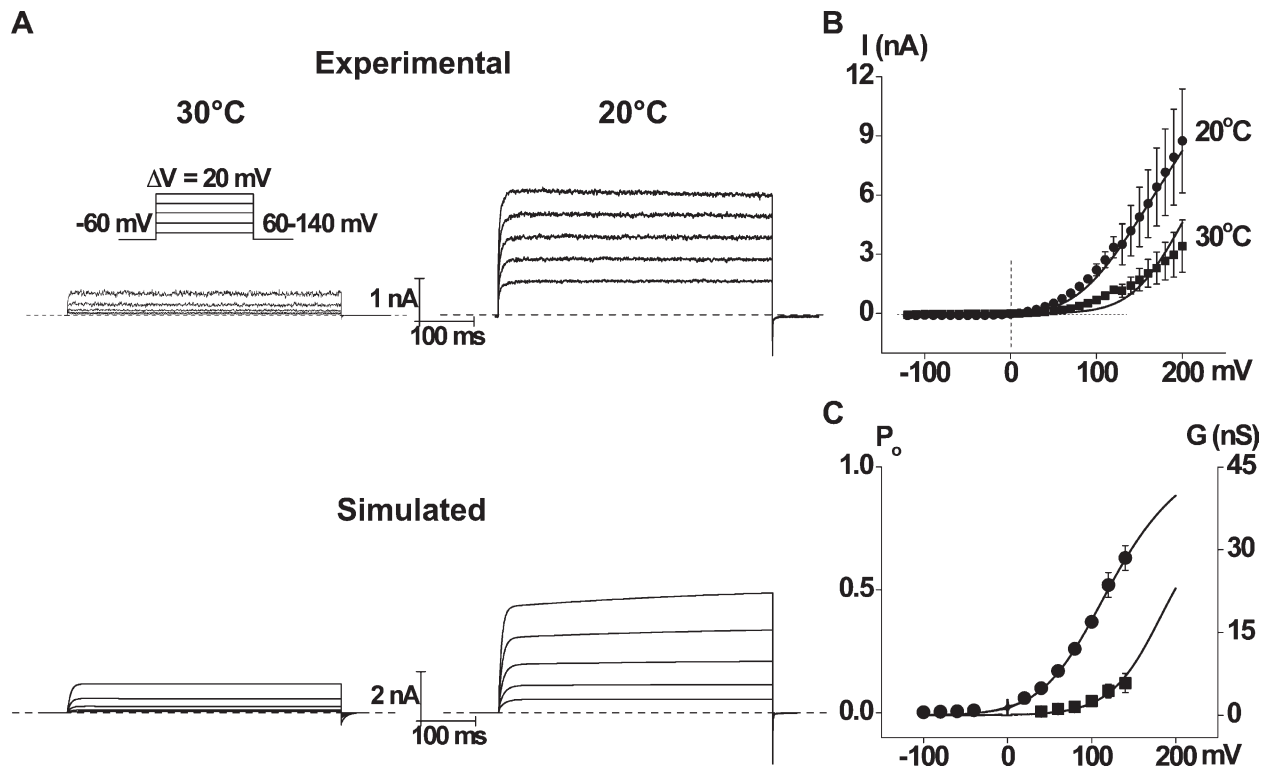 A
Experimental
30°C
20°C
ΔV = 20 mV
-60 mV
60-140 mV
1 nA
100 ms
Simulated
2 nA
100 ms
B
I (nA)
12
9
6
3
0
20°C
30°C
-100
0
100
200 mV
C
Po
G (nS)
1.0
0.5
0.0
45
30
15
0
-100
0
100
200 mV